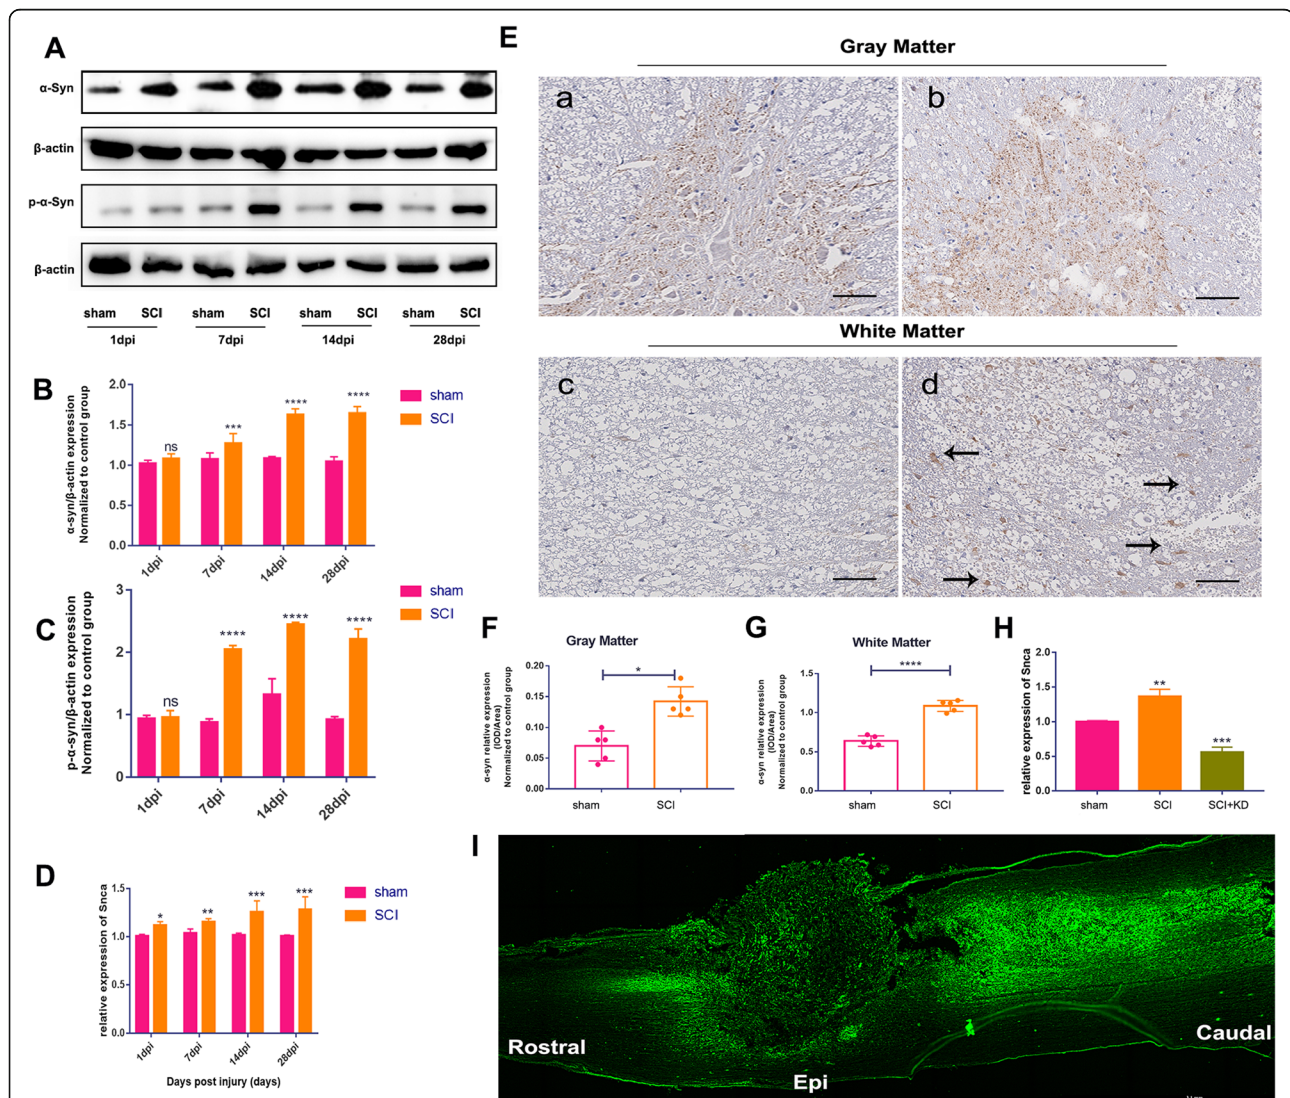 A
α-Syn
β-actin
p-α-Syn
β-actin
sham SCI sham SCI sham SCI sham SCI
1dpi 7dpi 14dpi 28dpi
B
α-syn/β-actin expression
Normalized to control group
2.0
1.5
1.0
0.5
0.0
ns
***
****
****
1dpi
7dpi
14dpi
28dpi
sham
SCI
C
p-α-syn/β-actin expression
Normalized to control group
3
2
1
0
ns
****
****
****
1dpi
7dpi
14dpi
28dpi
sham
SCI
D
relative expression of Snca
1.5
1.0
0.5
0.0
*
**
***
***
1dpi
7dpi
14dpi
28dpi
Days post injury (days)
sham
SCI
E
Gray Matter
a
b
White Matter
c
d
F
Gray Matter
α-syn relative expression
(IOD/Area)
Normalized to control group
0.20
0.15
0.10
0.05
0.00
*
sham SCI
G
White Matter
α-syn relative expression
(IOD/Area)
Normalized to control group
1.5
1.0
0.5
0.0
****
sham SCI
H
relative expression of Snca
2.0
1.5
1.0
0.5
0.0
**
***
sham SCI SCI+KD
I
Rostral
Epi
Caudal